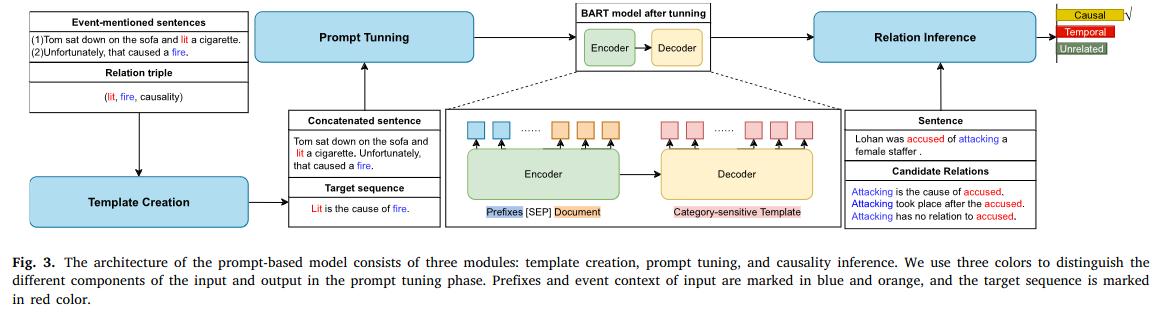 Event-mentioned sentences
(1)Tom sat down on the sofa and lit a cigarette.
(2)Unfortunately, that caused a fire.
Relation triple
(lit, fire, causality)
Template Creation
Prompt Tunning
Concatenated sentence
Tom sat down on the sofa and
lit a cigarette. Unfortunately,
that caused a fire.
Target sequence
Lit is the cause of fire.
BART model after tunning
Encoder
Decoder
......
......
Encoder
Decoder
Prefixes [SEP] Document
Category-sensitive Template
Relation Inference
Causal
Temporal
Unrelated
Sentence
Lohan was accused of attacking a
female staffer .
Candidate Relations
Attacking is the cause of accused.
Attacking took place after the accused.
Attacking has no relation to accused.
Fig. 3. The architecture of the prompt-based model consists of three modules: template creation, prompt tuning, and causality inference. We use three colors to distinguish the
different components of the input and output in the prompt tuning phase. Prefixes and event context of input are marked in blue and orange, and the target sequence is marked
in red color.